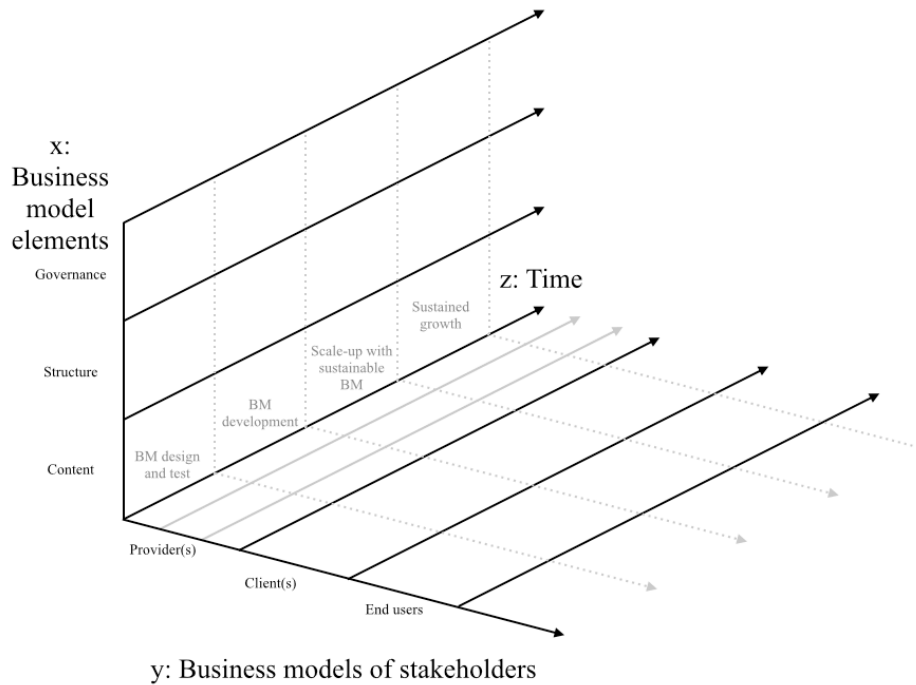 x:
Business
model
elements
Governance
Structure
Content
z: Time
Sustained
growth
Scale-up with
sustainable
BM
BM
development
BM design
and test
Provider(s)
Client(s)
End users
y: Business models of stakeholders